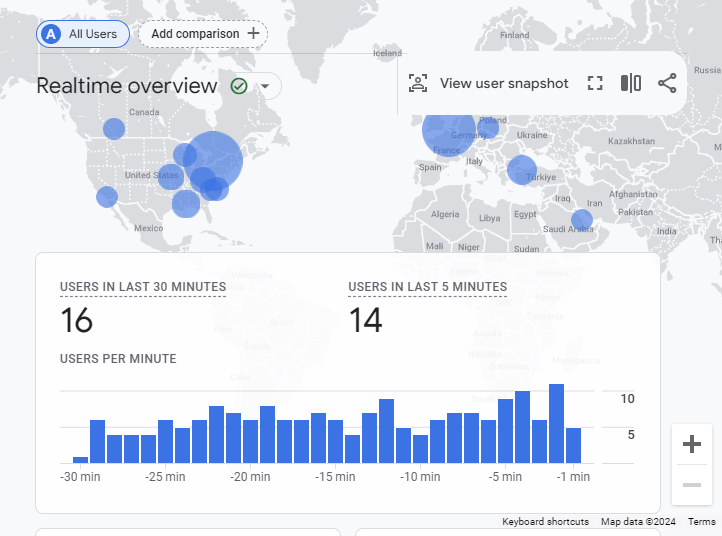 A All Users
Add comparison +
Finland
Iceland
Realtime overview
View user snapshot
Russia
Canada
Poland
Germany
Ukraine
France
Kazakhstan
Italy
Spain
United States
Türkiye
Iraq
Iran
Afghanistan
Pakistan
Algeria
Libya
Egypt
Saudi Arabia
India
Mexico
Mali
Niger
Sudan
USERS IN LAST 30 MINUTES
16
USERS IN LAST 5 MINUTES
14
USERS PER MINUTE
10
5
-30 min
-25 min
-20 min
-15 min
-10 min
-5 min
-1 min
Keyboard shortcuts
Map data ©2024
Terms